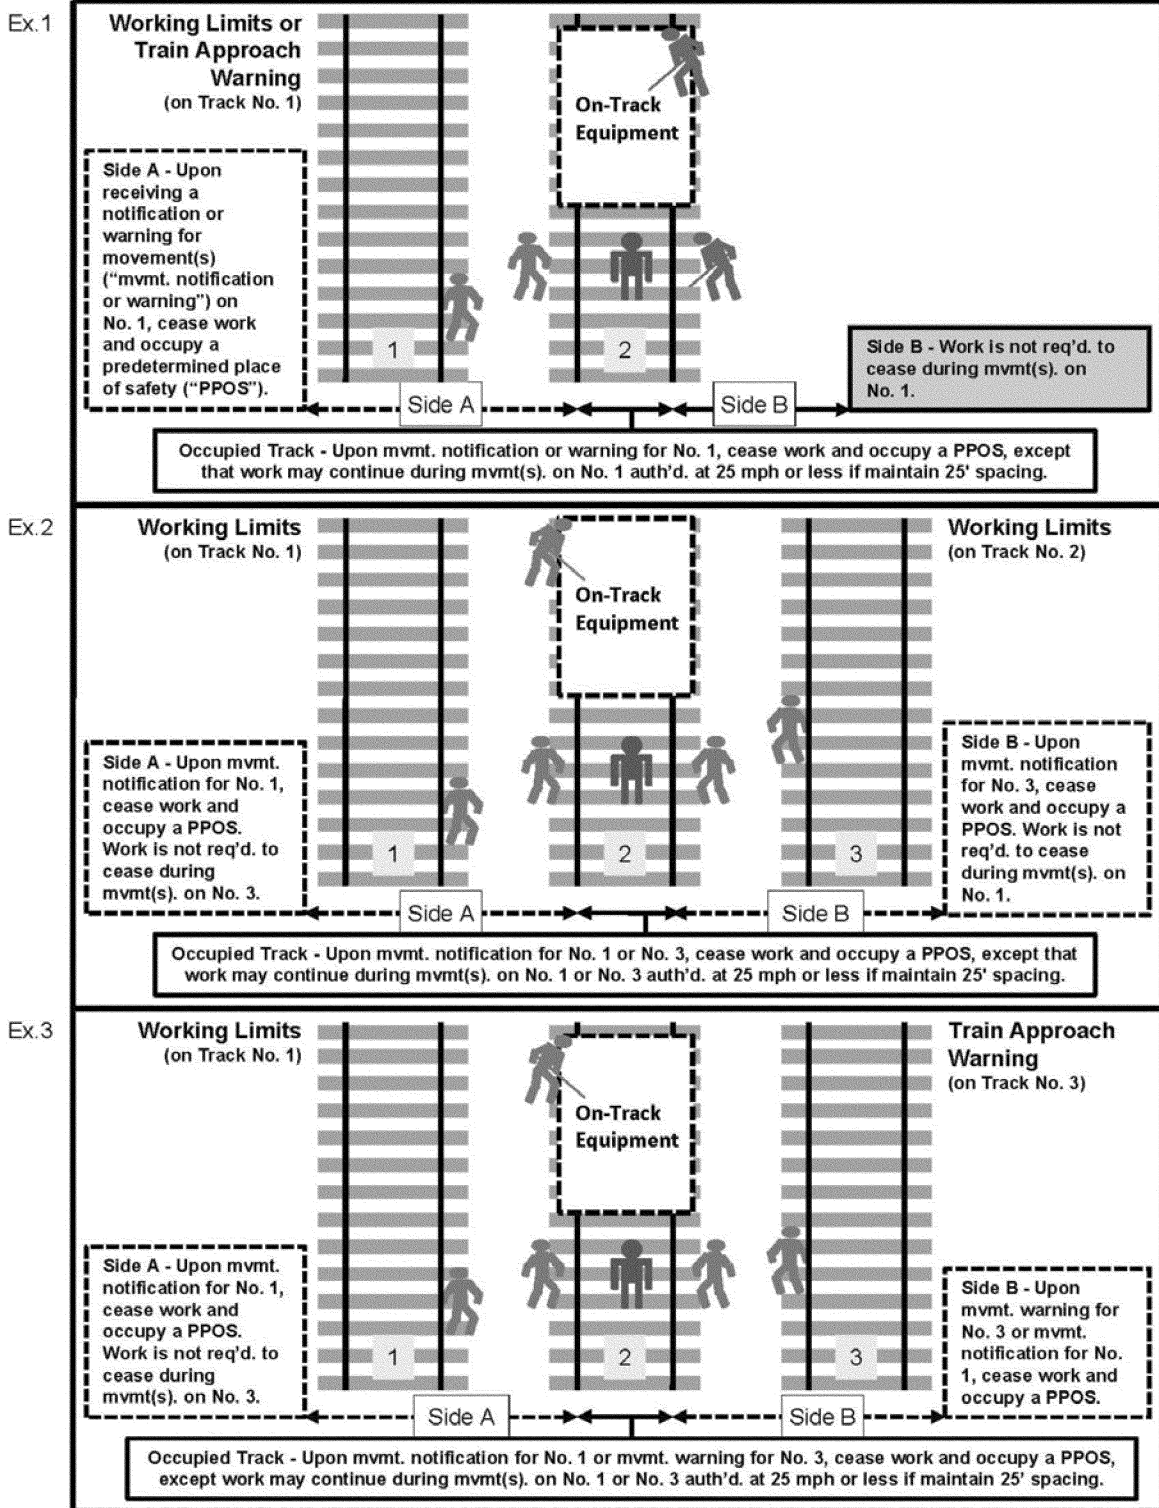 Ex.1
Working Limits or
Train Approach
Warning
(on Track No. 1)
On-Track
Equipment
Side A - Upon
receiving a
notification or
warning for
movement(s)
(“mvmt. notification
or warning”) on
No. 1, cease work
and occupy a
predetermined place
of safety (“PPOS”).
1
2
Side B - Work is not req’d. to
cease during mvmt(s). on
No. 1.
Side A
Side B
Occupied Track - Upon mvmt. notification or warning for No. 1, cease work and occupy a PPOS, except
that work may continue during mvmt(s). on No. 1 auth’d. at 25 mph or less if maintain 25' spacing.
Ex.2
Working Limits
(on Track No. 1)
Working Limits
(on Track No. 2)
On-Track
Equipment
Side A - Upon mvmt.
notification for No. 1,
cease work and
occupy a PPOS.
Work is not req’d. to
cease during
mvmt(s). on No. 3.
1
2
3
Side B - Upon
mvmt. notification
for No. 3, cease
work and occupy a
PPOS. Work is not
req’d. to cease
during mvmt(s). on
No. 1.
Side A
Side B
Occupied Track - Upon mvmt. notification for No. 1 or No. 3, cease work and occupy a PPOS, except that
work may continue during mvmt(s). on No. 1 or No. 3 auth’d. at 25 mph or less if maintain 25' spacing.
Ex.3
Working Limits
(on Track No. 1)
Train Approach
Warning
(on Track No. 3)
On-Track
Equipment
Side A - Upon mvmt.
notification for No. 1,
cease work and
occupy a PPOS.
Work is not req’d. to
cease during
mvmt(s). on No. 3.
1
2
3
Side B - Upon
mvmt. warning for
No. 3 or mvmt.
notification for No.
1, cease work and
occupy a PPOS.
Side A
Side B
Occupied Track - Upon mvmt. notification for No. 1 or mvmt. warning for No. 3, cease work and occupy a PPOS,
except work may continue during mvmt(s). on No. 1 or No. 3 auth’d. at 25 mph or less if maintain 25’ spacing.